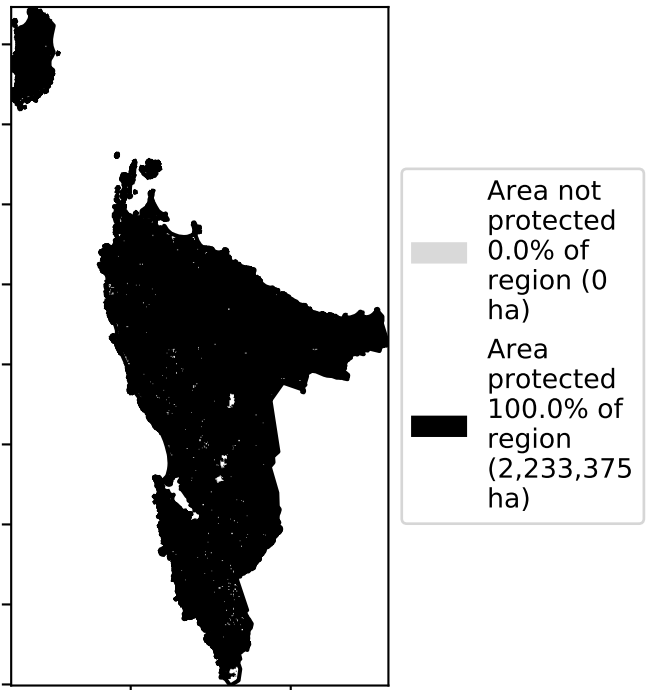 Area not
protected
0.0% of
region (0
ha)
Area
protected
100.0% of
region
(2,233,375
ha)